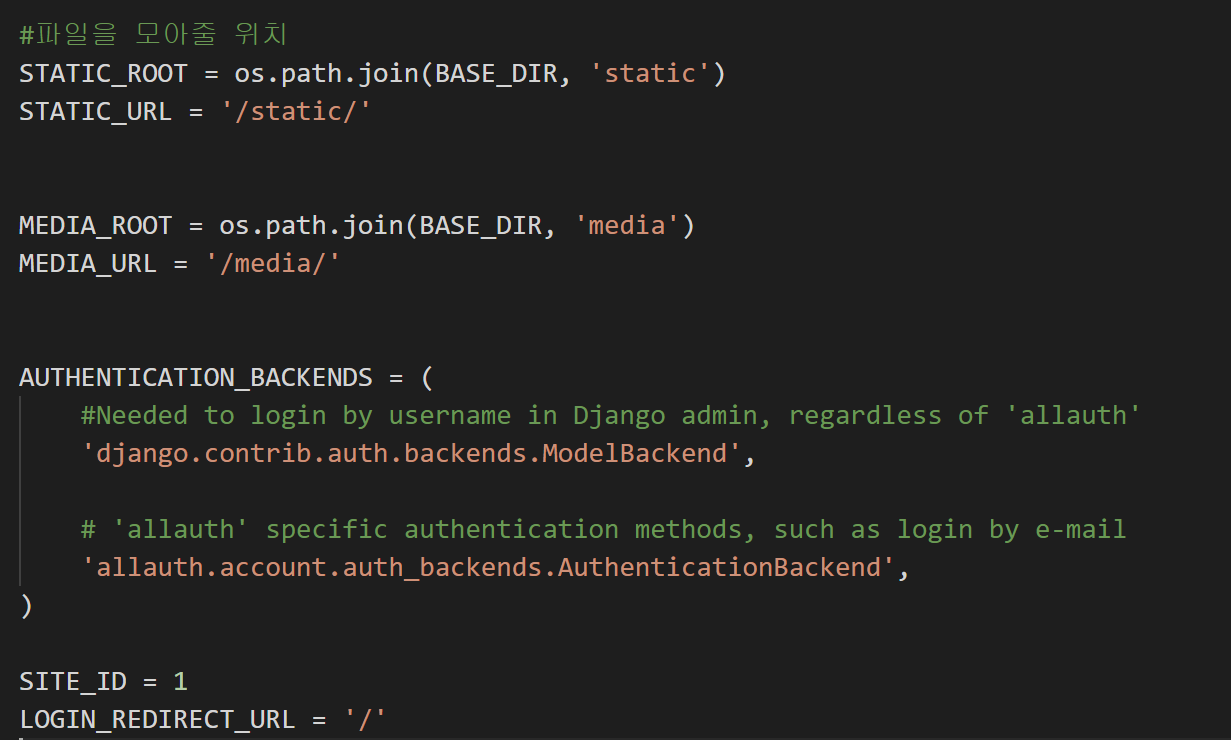 #파일을 모아줄 위치
STATIC_ROOT = os.path.join(BASE_DIR, 'static')
STATIC_URL = '/static/'
MEDIA_ROOT = os.path.join(BASE_DIR, 'media')
MEDIA_URL = '/media/'
AUTHENTICATION_BACKENDS = (
    #Needed to login by username in Django admin, regardless of 'allauth'
    'django.contrib.auth.backends.ModelBackend',
    # 'allauth' specific authentication methods, such as login by e-mail
    'allauth.account.auth_backends.AuthenticationBackend',
)
SITE_ID = 1
LOGIN_REDIRECT_URL = '/'